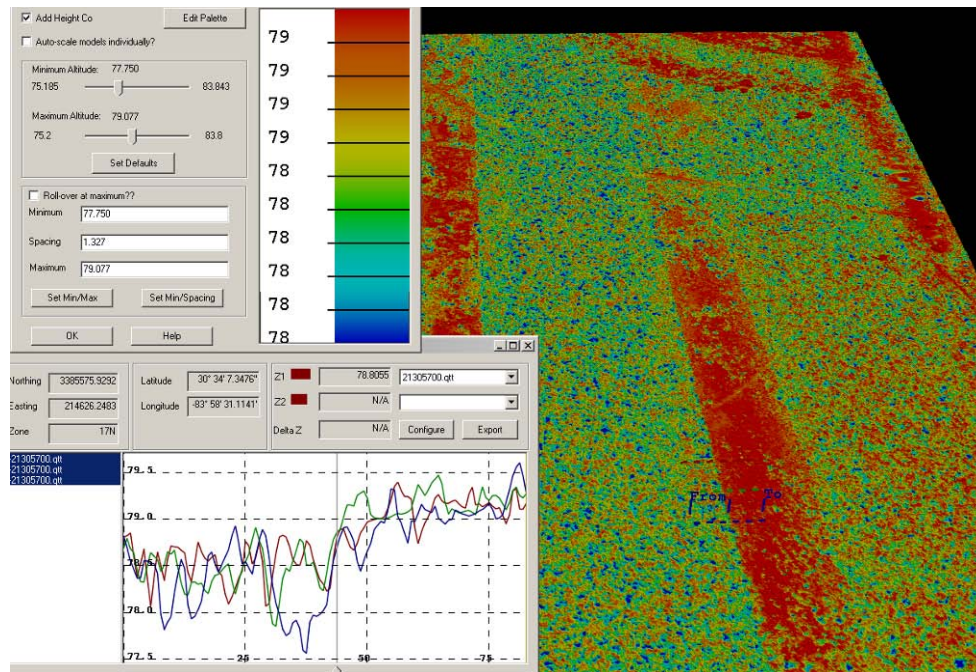 Add Height Co
Edit Palette
Auto-scale models individually?
Minimum Altitude: 77.750
75.185 83.843
Maximum Altitude: 79.077
75.2 83.8
Set Defaults
Roll-over at maximum??
Minimum 77.750
Spacing 1.327
Maximum 79.077
Set Min/Max Set Min/Spacing
OK Help
79
79
79
79
78
78
78
78
78
Northing 3385575.9292
Easting 214626.2483
Zone 17N
Latitude 30° 34' 7.3476"
Longitude -83° 58' 31.1141"
Z1 78.8055 21305700.qtt
Z2 N/A
Delta Z N/A Configure Export
-21305700.qtt
-21305700.qtt
-21305700.qtt
79.5
79.0
78.5
78.0
77.5
25 50 75
From To